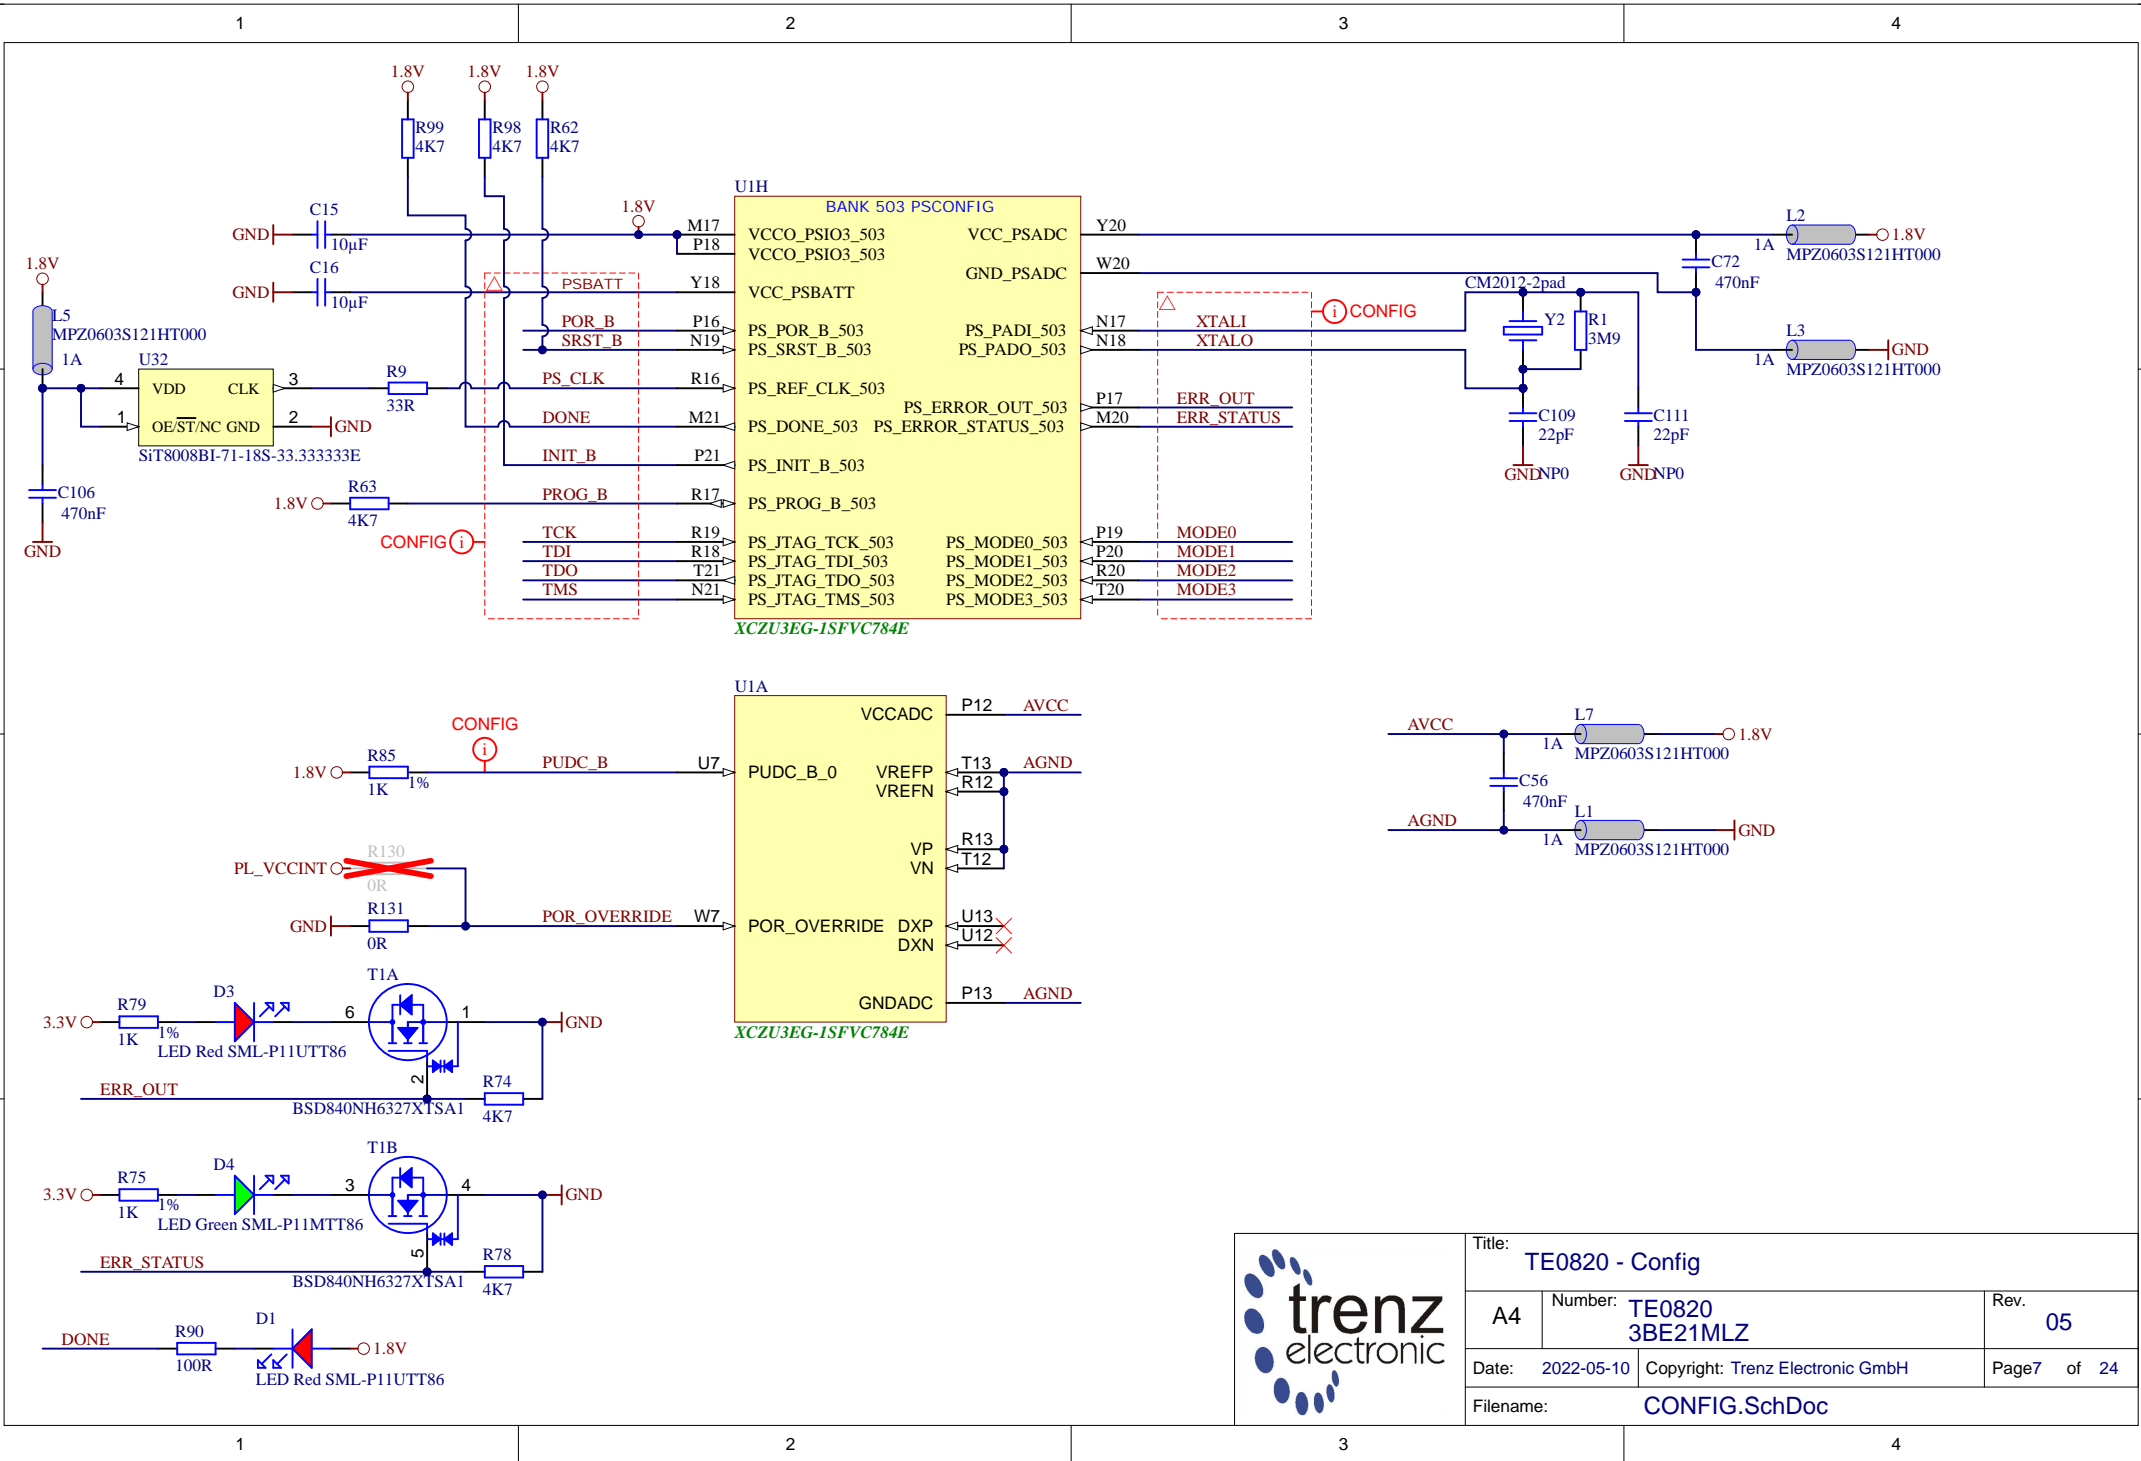 1 2 3 4
1.8V 1.8V 1.8V
R99 R98 R62
4K7 4K7 4K7
U1H
BANK 503 PSCONFIG
C15
GND
10µF
1.8V
M17 VCCO_PSIO3_503
P18 VCCO_PSIO3_503
C16
GND
10µF
PSBATT Y18 VCC_PSBATT
POR_B P16 PS_POR_B_503
SRST_B N19 PS_SRST_B_503
PS_CLK R16 PS_REF_CLK_503
DONE M21 PS_DONE_503
INIT_B P21 PS_INIT_B_503
PROG_B R17 PS_PROG_B_503
TCK R19 PS_JTAG_TCK_503
TDI R18 PS_JTAG_TDI_503
TDO T21 PS_JTAG_TDO_503
TMS N21 PS_JTAG_TMS_503
CONFIG i
1.8V
L5
MPZ0603S121HT000
1A
U32
4 VDD CLK 3
1 OE/ST/NC GND 2 GND
SiT8008BI-71-18S-33.333333E
R9
33R
C106
470nF
GND
1.8V R63
4K7
VCC_PSADC Y20
GND_PSADC W20
PS_PADI_503 N17 XTALI
PS_PADO_503 N18 XTALO
PS_ERROR_OUT_503 P17 ERR_OUT
PS_ERROR_STATUS_503 M20 ERR_STATUS
PS_MODE0_503 P19 MODE0
PS_MODE1_503 P20 MODE1
PS_MODE2_503 R20 MODE2
PS_MODE3_503 T20 MODE3
XCZU3EG-1SFVC784E
i CONFIG
CM2012-2pad
Y2
R1
3M9
C109
22pF
GND NP0
C111
22pF
GND NP0
L2
1A
MPZ0603S121HT000
1.8V
C72
470nF
L3
1A
MPZ0603S121HT000
GND
U1A
VCCADC P12 AVCC
CONFIG
i
1.8V R85
1K
1%
PUDC_B U7 PUDC_B_0
VREFP T13 AGND
VREFN R12
VP R13
VN T12
PL_VCCINT R130
0R
GND R131
0R
POR_OVERRIDE W7 POR_OVERRIDE
DXP U13
DXN U12
GNDADC P13 AGND
XCZU3EG-1SFVC784E
AVCC
L7
1A
MPZ0603S121HT000
1.8V
C56
470nF
AGND
L1
1A
MPZ0603S121HT000
GND
3.3V R79
1K
1%
D3
LED Red SML-P11UTT86
T1A
6 1
2
GND
ERR_OUT
BSD840NH6327XTSA1
R74
4K7
3.3V R75
1K
1%
D4
LED Green SML-P11MTT86
T1B
3 4
5
GND
ERR_STATUS
BSD840NH6327XTSA1
R78
4K7
DONE
R90
100R
D1
1.8V
LED Red SML-P11UTT86
trenz
electronic
Title:
TE0820 - Config
A4
Number: TE0820
3BE21MLZ
Rev.
05
Date: 2022-05-10
Copyright: Trenz Electronic GmbH
Page7 of 24
Filename: CONFIG.SchDoc
1 2 3 4